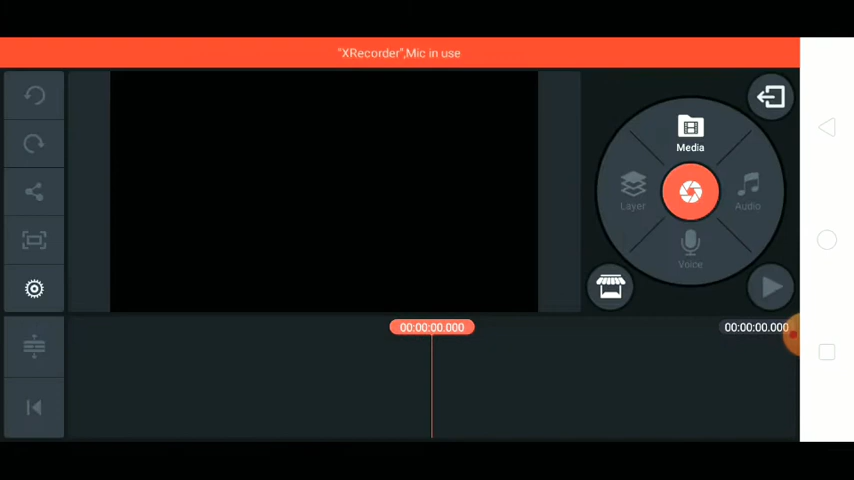 "XRecorder",Mic in use
Media
Layer
Audio
Voice
00:00:00.000
00:00:00.000